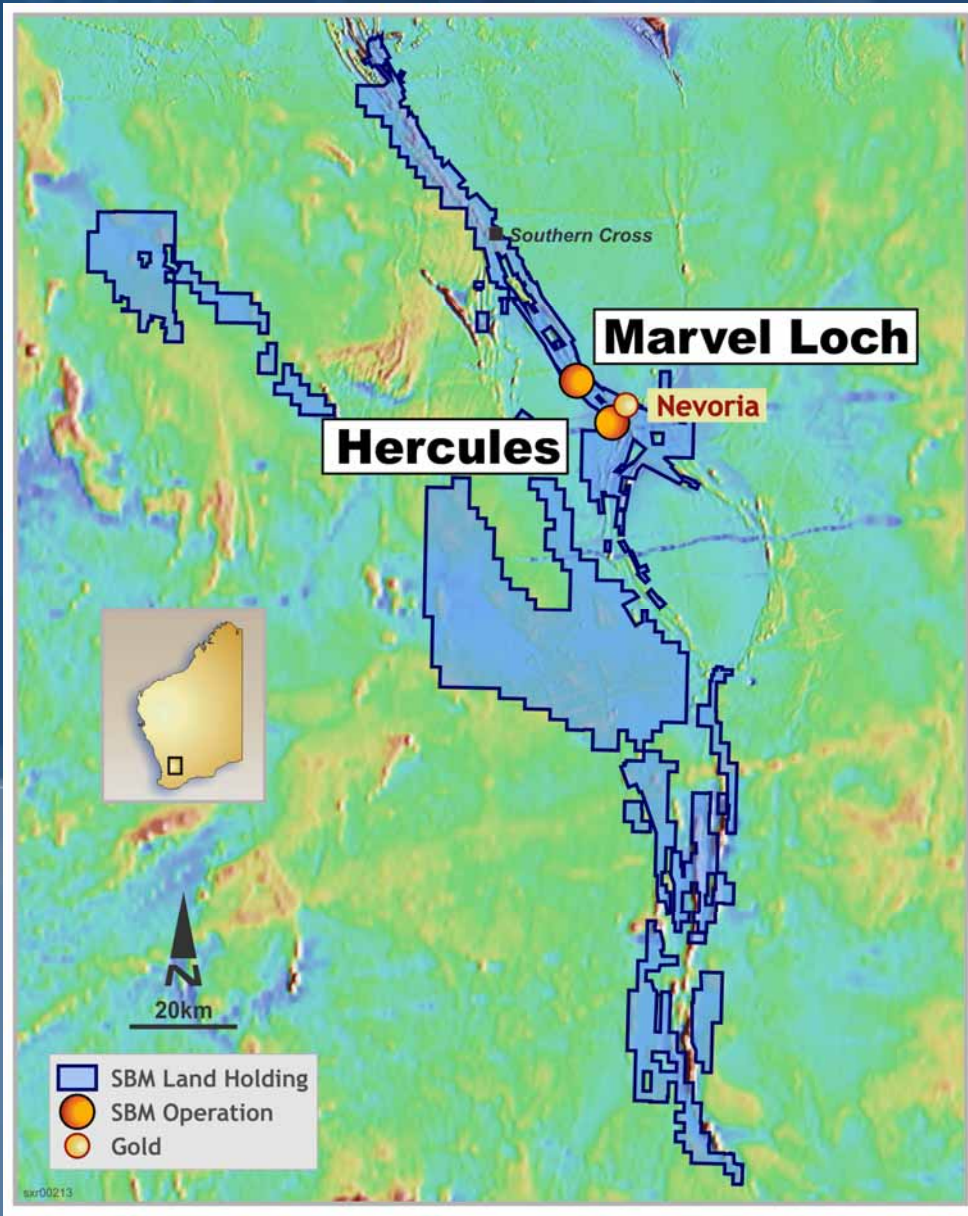 Southern Cross
Marvel Loch
Nevoria
Hercules
N
20km
SBM Land Holding
SBM Operation
Gold
sxr00213